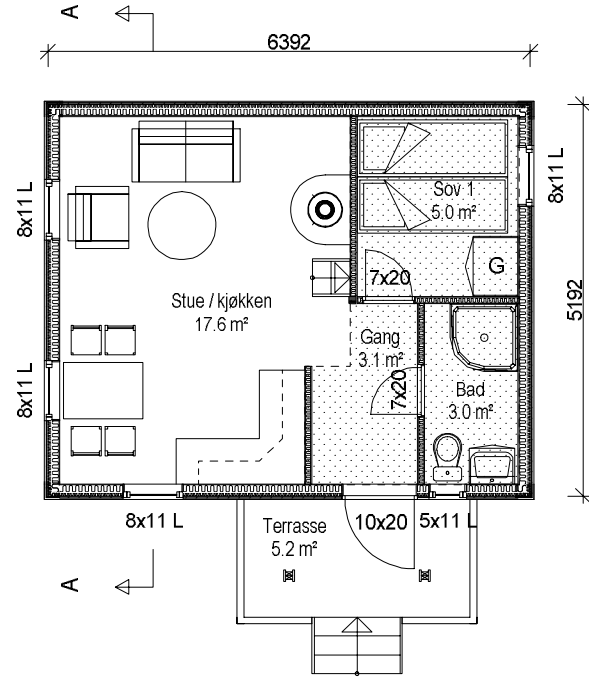 A
6392
8x11 L
8x11 L
Sov 1
5.0 m²
G
7x20
Stue / kjøkken
17.6 m²
5192
Gang
3.1 m²
8x11 L
7x20
Bad
3.0 m²
8x11 L
Terrasse
5.2 m²
10x20
5x11 L
A